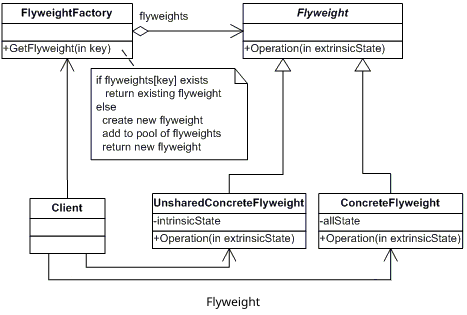 FlyweightFactory
flyweights
Flyweight
+GetFlyweight(in key)
+Operation(in extrinsicState)
if flyweights[key] exists
return existing flyweight
else
create new flyweight
add to pool of flyweights
return new flyweight
Client
UnsharedConcreteFlyweight
ConcreteFlyweight
-intrinsicState
-allState
+Operation(in extrinsicState)
+Operation(in extrinsicState)
Flyweight